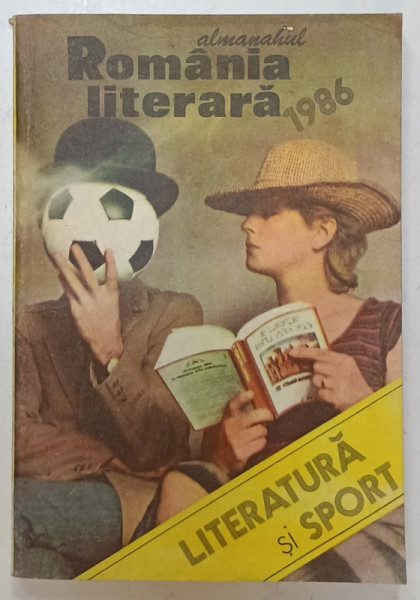 almanahul
România
literară
1986
LITERATURĂ
și SPORT